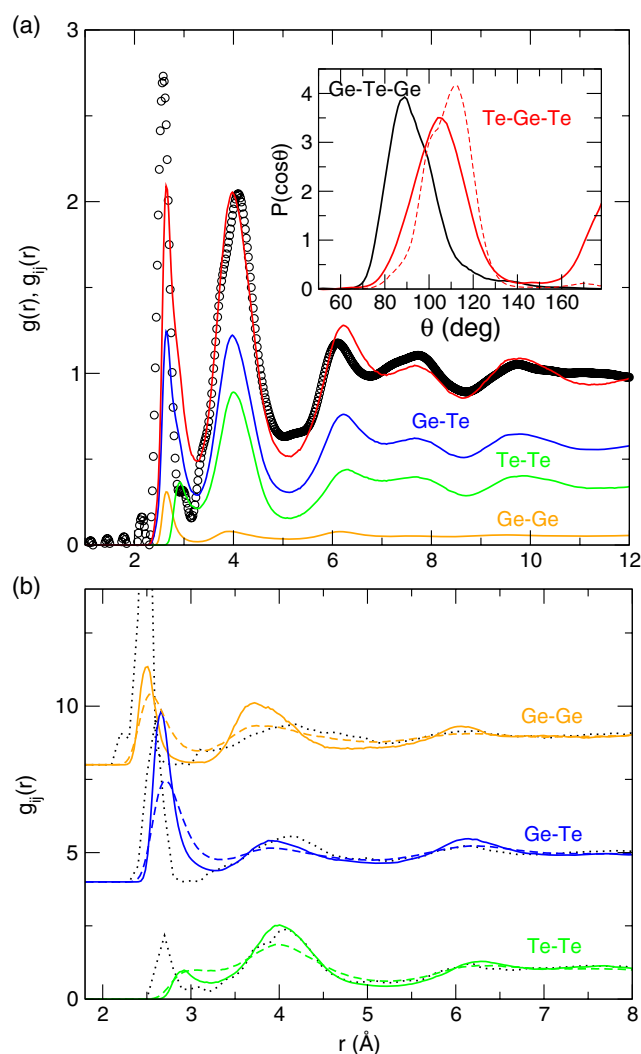 (a)
3
2
1
0
g(r), g_ij(r)
4
3
2
1
0
P(cosθ)
Ge-Te-Ge
Te-Ge-Te
60 80 100 120 140 160
θ (deg)
Ge-Te
Te-Te
Ge-Ge
2 4 6 8 10 12
(b)
10
5
0
g_ij(r)
Ge-Ge
Ge-Te
Te-Te
2 3 4 5 6 7 8
r (Å)